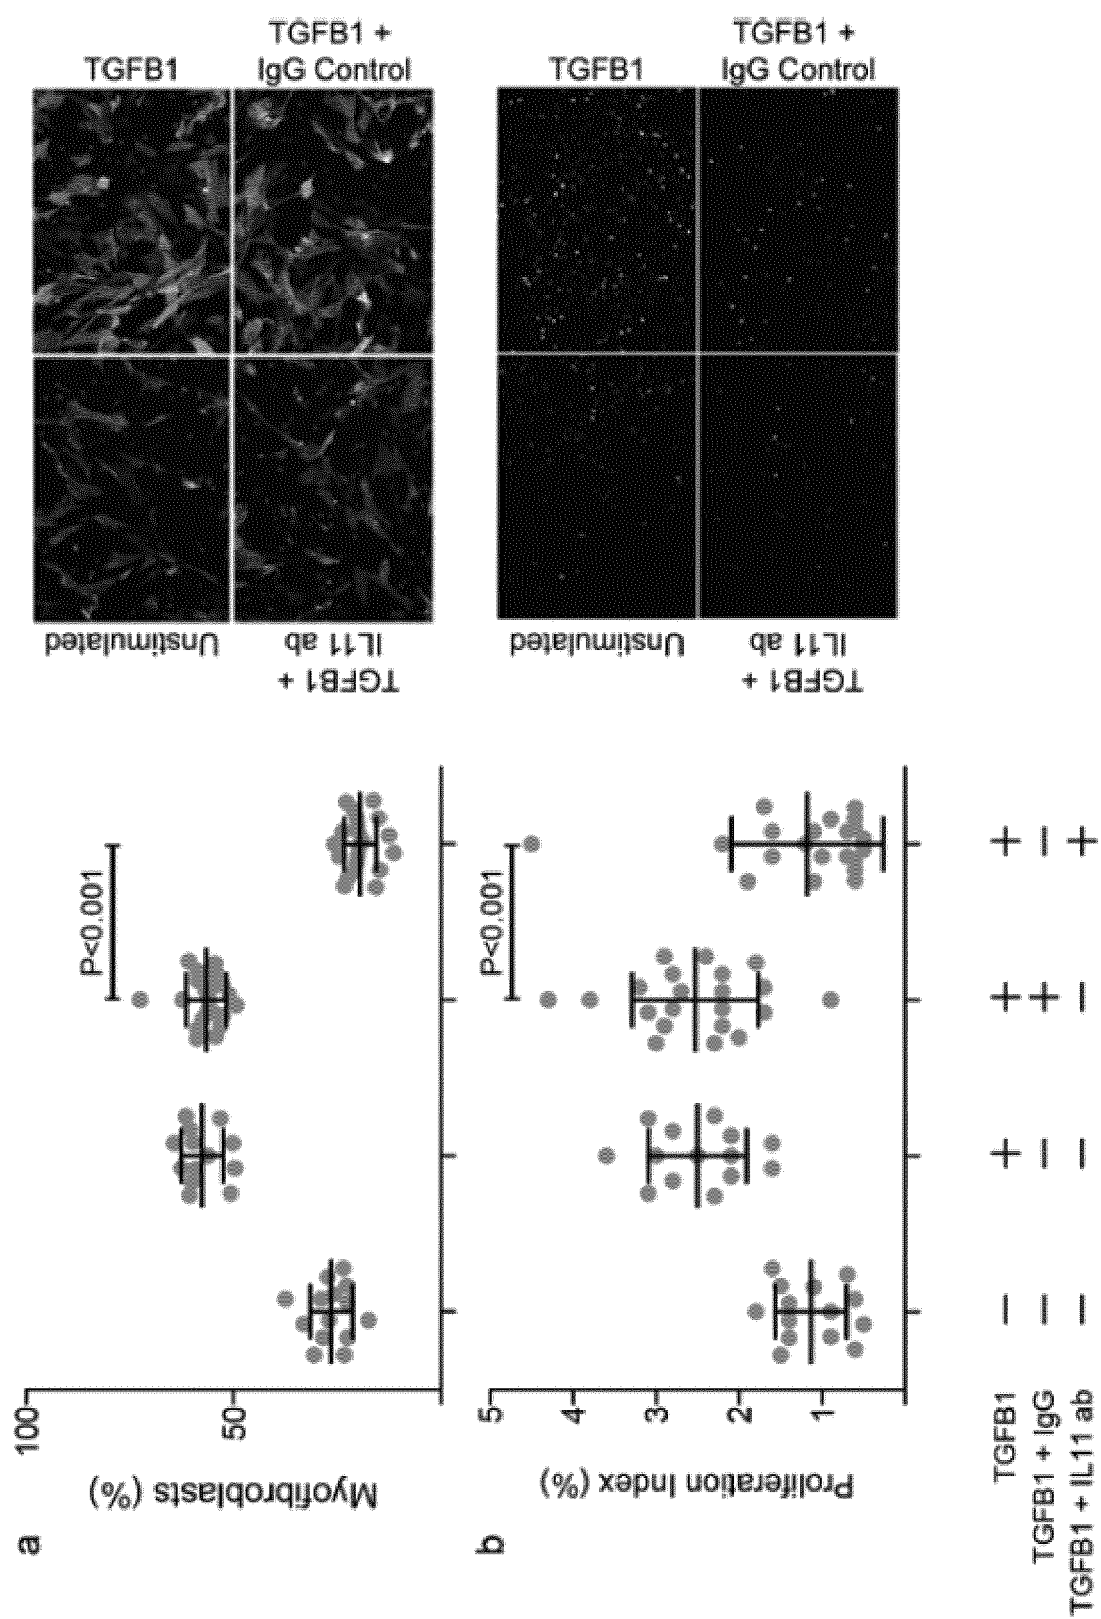 a
Myofibroblasts (%)
100
50
P<0.001
Unstimulated
TGFB1
TGFB1 +
IL11 ab
TGFB1 +
IgG Control
b
Proliferation Index (%)
5
4
3
2
1
P<0.001
Unstimulated
TGFB1
TGFB1 +
IL11 ab
TGFB1 +
IgG Control
TGFB1 − + + +
TGFB1 + IgG − − + −
TGFB1 + IL11 ab − − − +